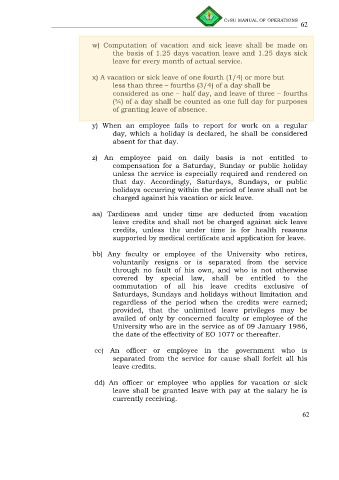 CvSU MANUAL OF OPERATIONS
62
w) Computation of vacation and sick leave shall be made on
the basis of 1.25 days vacation leave and 1.25 days sick
leave for every month of actual service.
x) A vacation or sick leave of one fourth (1/4) or more but
less than three – fourths (3/4) of a day shall be
considered as one – half day, and leave of three – fourths
(¾) of a day shall be counted as one full day for purposes
of granting leave of absence.
y) When an employee fails to report for work on a regular
day, which a holiday is declared, he shall be considered
absent for that day.
z) An employee paid on daily basis is not entitled to
compensation for a Saturday, Sunday or public holiday
unless the service is especially required and rendered on
that day. Accordingly, Saturdays, Sundays, or public
holidays occurring within the period of leave shall not be
charged against his vacation or sick leave.
aa) Tardiness and under time are deducted from vacation
leave credits and shall not be charged against sick leave
credits, unless the under time is for health reasons
supported by medical certificate and application for leave.
bb) Any faculty or employee of the University who retires,
voluntarily resigns or is separated from the service
through no fault of his own, and who is not otherwise
covered by special law, shall be entitled to the
commutation of all his leave credits exclusive of
Saturdays, Sundays and holidays without limitation and
regardless of the period when the credits were earned;
provided, that the unlimited leave privileges may be
availed of only by concerned faculty or employee of the
University who are in the service as of 09 January 1986,
the date of the effectivity of EO 1077 or thereafter.
cc) An officer or employee in the government who is
separated from the service for cause shall forfeit all his
leave credits.
dd) An officer or employee who applies for vacation or sick
leave shall be granted leave with pay at the salary he is
currently receiving.
62